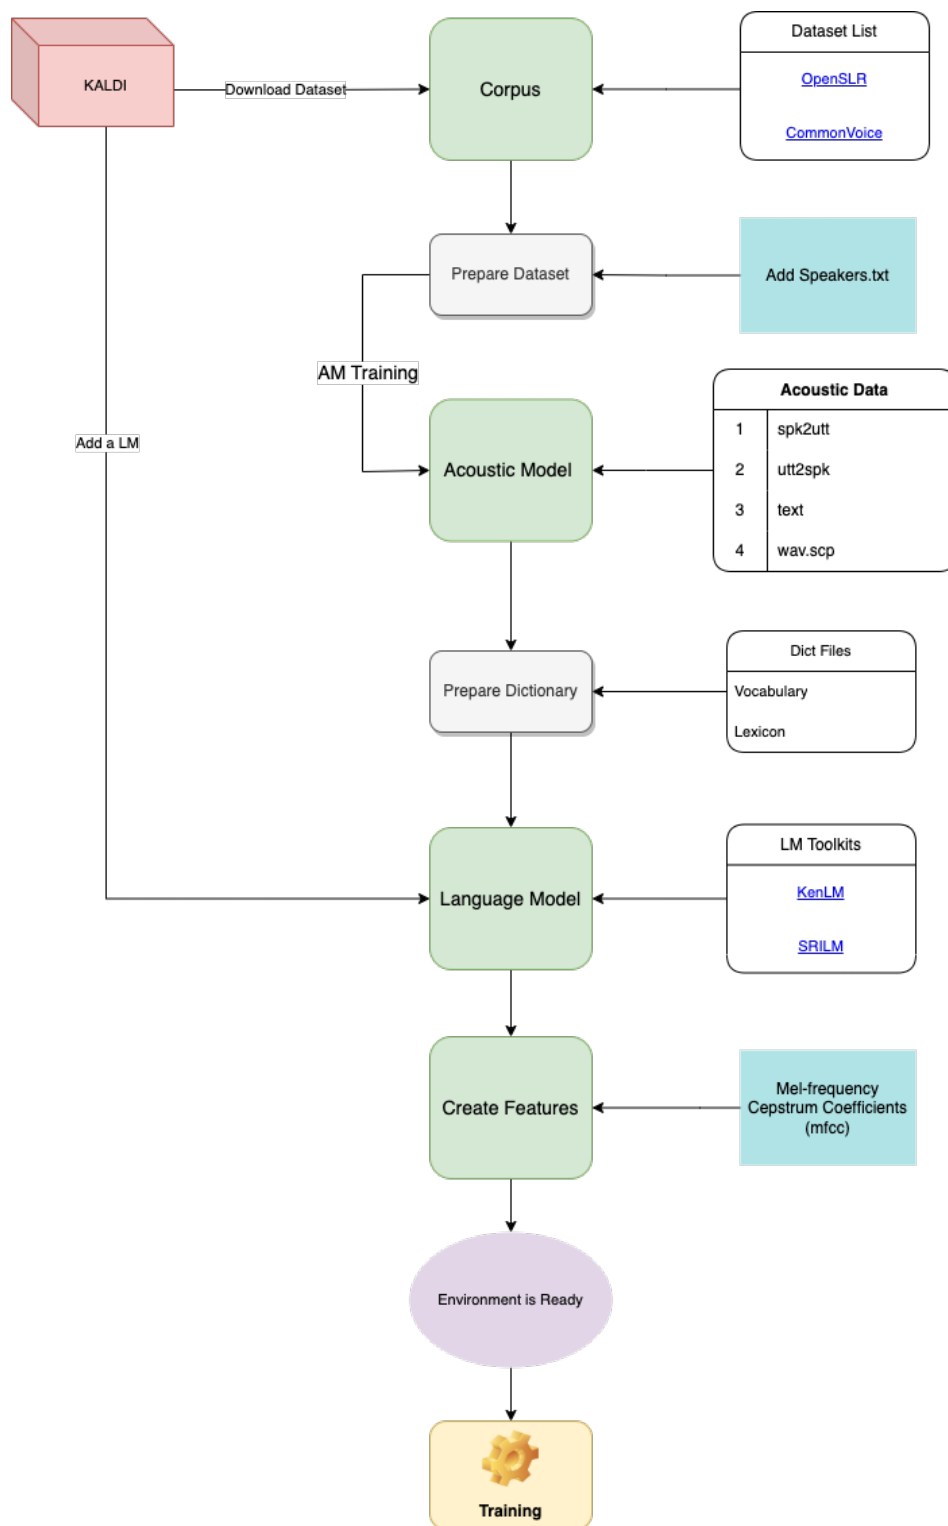 KALDI
Download Dataset
Corpus
Dataset List
OpenSLR
CommonVoice
Prepare Dataset
Add Speakers.txt
AM Training
Add a LM
Acoustic Model
Acoustic Data
1 spk2utt
2 utt2spk
3 text
4 wav.scp
Prepare Dictionary
Dict Files
Vocabulary
Lexicon
Language Model
LM Toolkits
KenLM
SRILM
Create Features
Mel-frequency
Cepstrum Coefficients
(mfcc)
Environment is Ready
Training